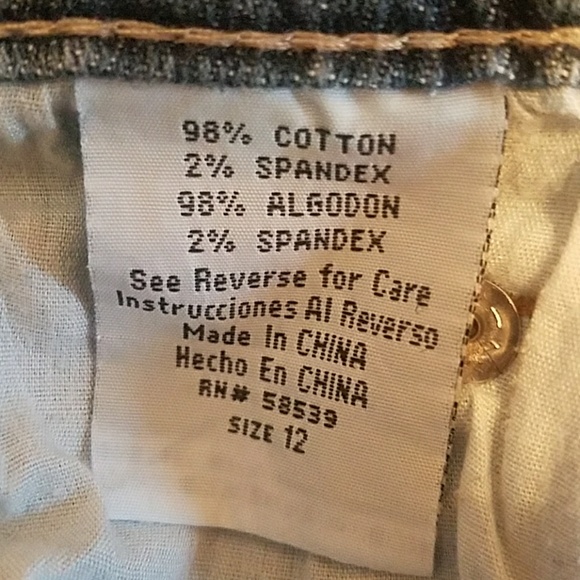 98% COTTON
2% SPANDEX
98% ALGODON
2% SPANDEX
See Reverse for Care
Instrucciones Al Reverso
Made In CHINA
Hecho En CHINA
RN# 58539
SIZE 12